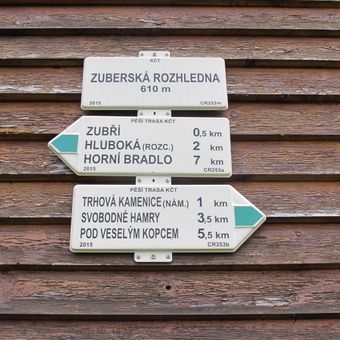 KČT
ZUBERSKÁ ROZHLEDNA
610 m
2015 CR253m
PĚŠÍ TRASA KČT
ZUBŘÍ 0,5 km
HLUBOKÁ (ROZC.) 2 km
HORNÍ BRADLO 7 km
2015 CR253a
PĚŠÍ TRASA KČT
TRHOVÁ KAMENICE (NÁM.) 1 km
SVOBODNÉ HAMRY 3,5 km
POD VESELÝM KOPCEM 5,5 km
2015 CR253b